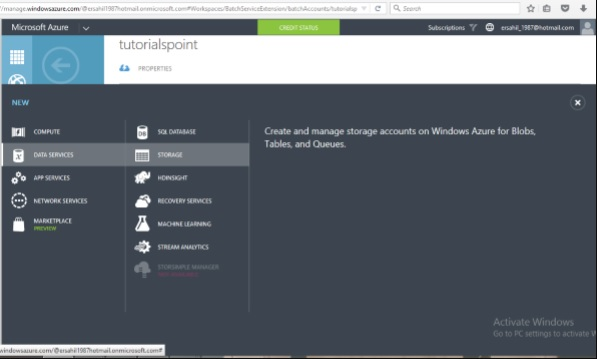 /manage.windowsazure.com/@ersahil1987hotmail.onmicrosoft.com#Workspaces/BatchServiceExtension/batchAccounts/tutorialsp
Search
Microsoft Azure
CREDIT STATUS
Subscriptions
ersahil_1987@hotmail.com
tutorialspoint
PROPERTIES
NEW
COMPUTE
DATA SERVICES
APP SERVICES
NETWORK SERVICES
MARKETPLACE
PREVIEW
SQL DATABASE
STORAGE
HDINSIGHT
RECOVERY SERVICES
MACHINE LEARNING
STREAM ANALYTICS
STORSIMPLE MANAGER
Create and manage storage accounts on Windows Azure for Blobs,
Tables, and Queues.
Activate Windows
Go to PC settings to activate W
windowsazure.com/@ersahil1987hotmail.onmicrosoft.com#